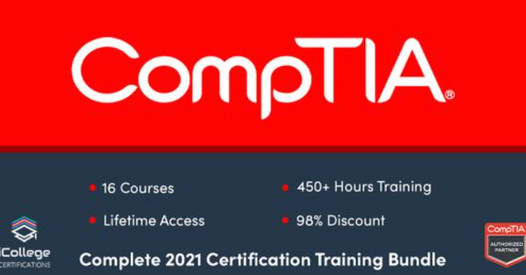 CompTIA®
16 Courses
450+ Hours Training
Lifetime Access
98% Discount
iCollege
CERTIFICATIONS
Complete 2021 Certification Training Bundle
CompTIA
AUTHORIZED
PARTNER